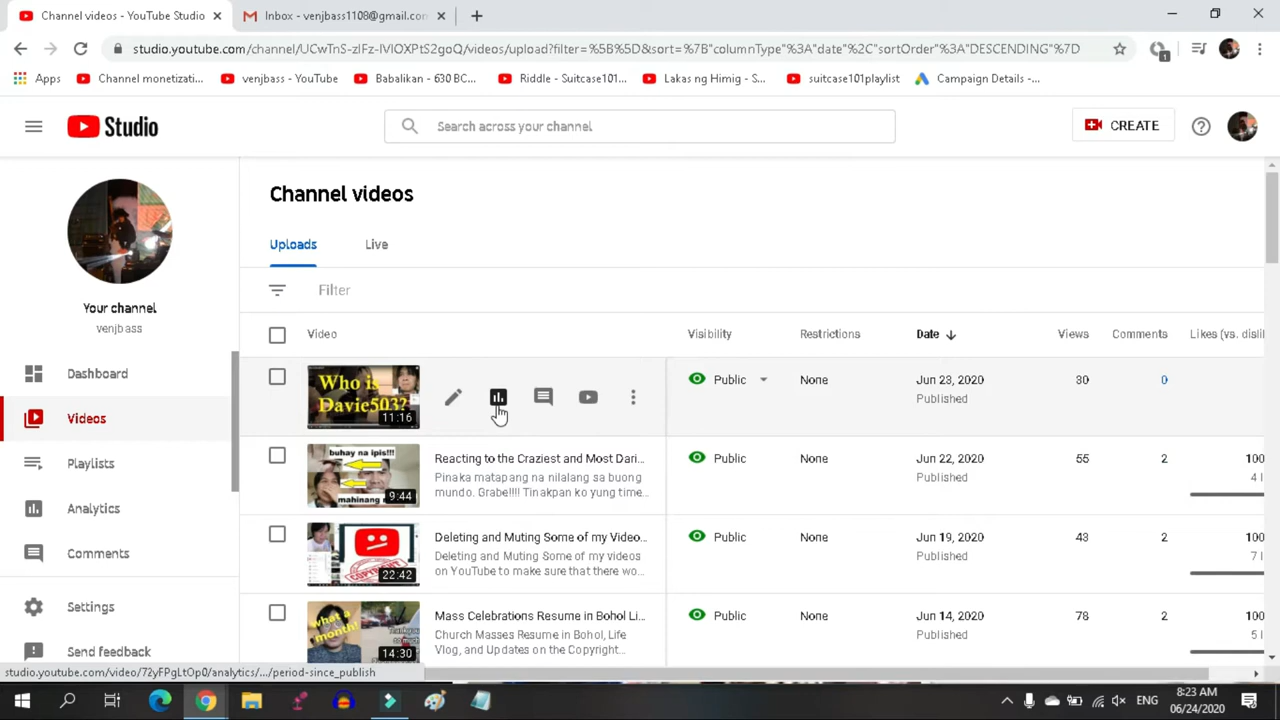 Channel videos - YouTube Studio
Inbox - venjbass1108@gmail.con
studio.youtube.com/channel/UCwTnS-zlFz-IVIOXPtS2goQ/videos/upload?filter=%5B%5D&sort=%7B"columnType"%3A"date"%2C"sortOrder"%3A"DESCENDING"%7D
Apps
Channel monetizati...
venjbass - YouTube
Babalikan - 630 BC...
Riddle - Suitcase101...
Lakas ng Henig - S...
suitcase101playlist
Campaign Details -...
Studio
Search across your channel
CREATE
Channel videos
Your channel
venjbass
Uploads
Live
Filter
Video
Visibility
Restrictions
Date
Views
Comments
Likes (vs. dislil
Dashboard
Videos
Playlists
Analytics
Comments
Settings
Send feedback
Who is
Davie503?
11:16
Public
None
Jun 23, 2020
Published
30
0
buhay na ipis!!!
mahinang
9:44
Reacting to the Craziest and Most Dari...
Pinaka matapang na nilalang sa buong
mundo. Grabe!!!! Tinakpan ko yung time...
Public
None
Jun 22, 2020
Published
55
2
100
4 l
COPYRIGHT
22:42
Deleting and Muting Some of my Video...
Deleting and Muting Some of my videos
on YouTube to make sure that there wo...
Public
None
Jun 19, 2020
Published
43
2
100
7 l
what a
month!
14:30
Mass Celebrations Resume in Bohol Li...
Church Masses Resume in Bohol, Life
Vlog, and Updates on the Copyright...
Public
None
Jun 14, 2020
Published
78
2
100
5 l
studio.youtube.com/video/72yFPgLtOp0/analytics/.../period-since_publish
ENG
8:23 AM
06/24/2020